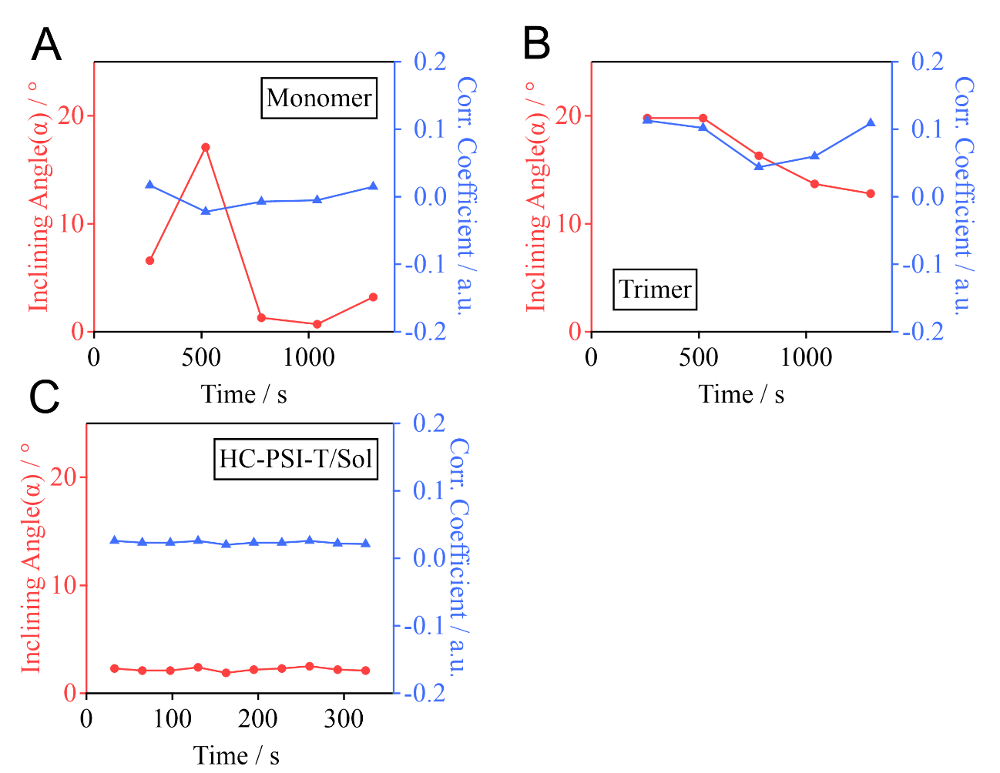 A
Monomer
Inclining Angle(α) / °
20
10
0
0.2
0.1
0.0
-0.1
-0.2
Corr. Coefficient / a.u.
0 500 1000
Time / s
B
Trimer
Inclining Angle(α) / °
20
10
0
0.2
0.1
0.0
-0.1
-0.2
Corr. Coefficient / a.u.
0 500 1000
Time / s
C
HC-PSI-T/Sol
Inclining Angle(α) / °
20
10
0
0.2
0.1
0.0
-0.1
-0.2
Corr. Coefficient / a.u.
0 100 200 300
Time / s